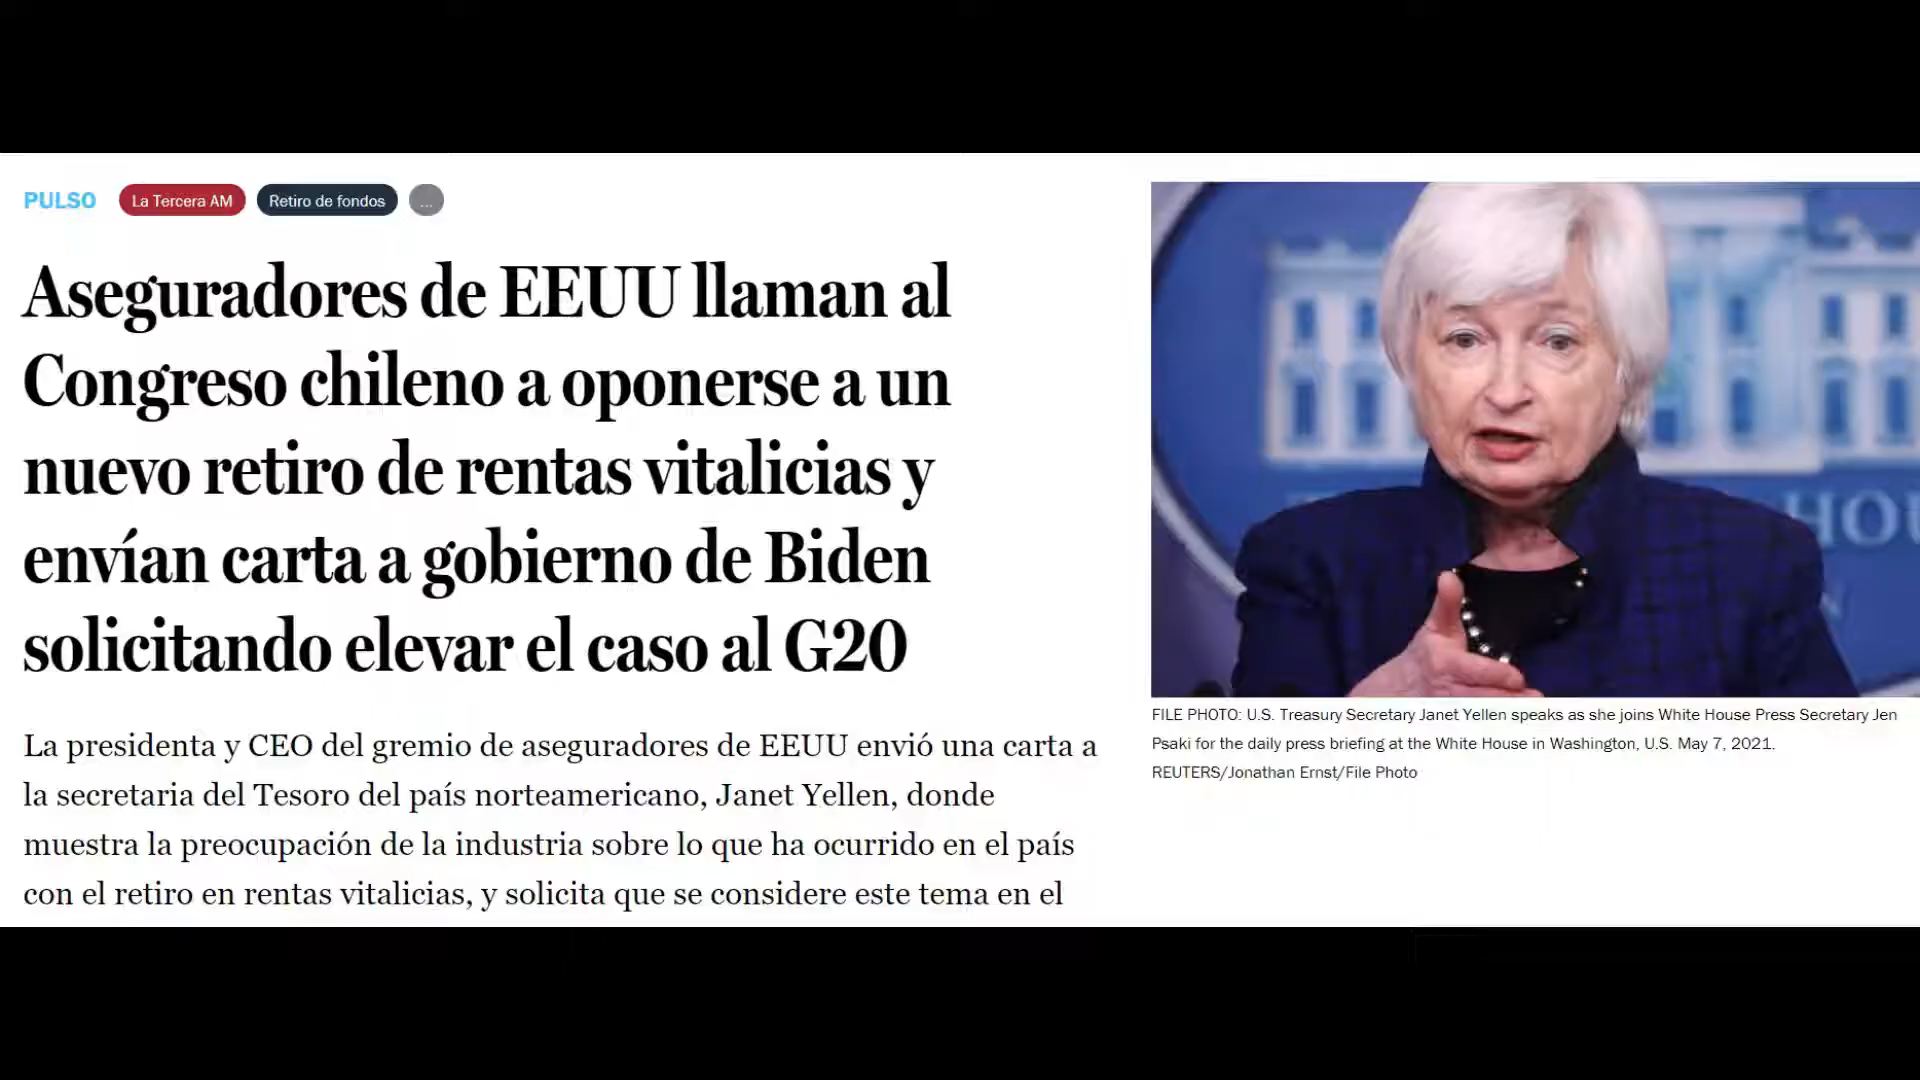 PULSO La Tercera AM Retiro de fondos ...
Aseguradores de EEUU llaman al
Congreso chileno a oponerse a un
nuevo retiro de rentas vitalicias y
envían carta a gobierno de Biden
solicitando elevar el caso al G20
La presidenta y CEO del gremio de aseguradores de EEUU envió una carta a
la secretaria del Tesoro del país norteamericano, Janet Yellen, donde
muestra la preocupación de la industria sobre lo que ha ocurrido en el país
con el retiro en rentas vitalicias, y solicita que se considere este tema en el
HOU
N
FILE PHOTO: U.S. Treasury Secretary Janet Yellen speaks as she joins White House Press Secretary Jen
Psaki for the daily press briefing at the White House in Washington, U.S. May 7, 2021.
REUTERS/Jonathan Ernst/File Photo